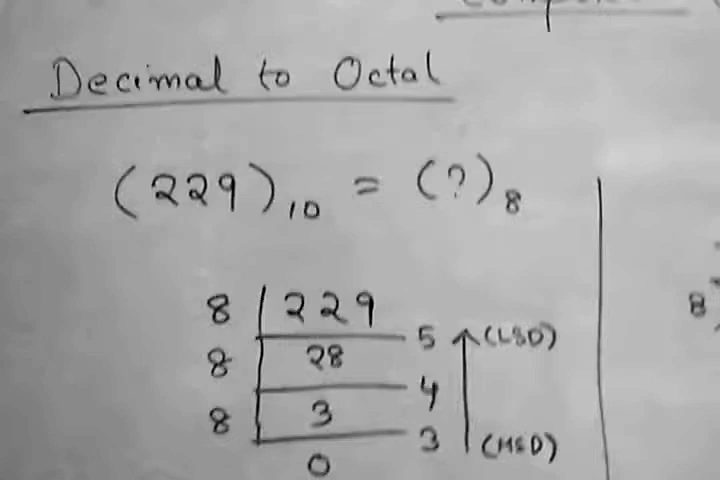 Decimal to Octal
(229)10 = (?)8
8 229
8 28 5 (LSD)
8 3 4
0 3 (MSD)
8